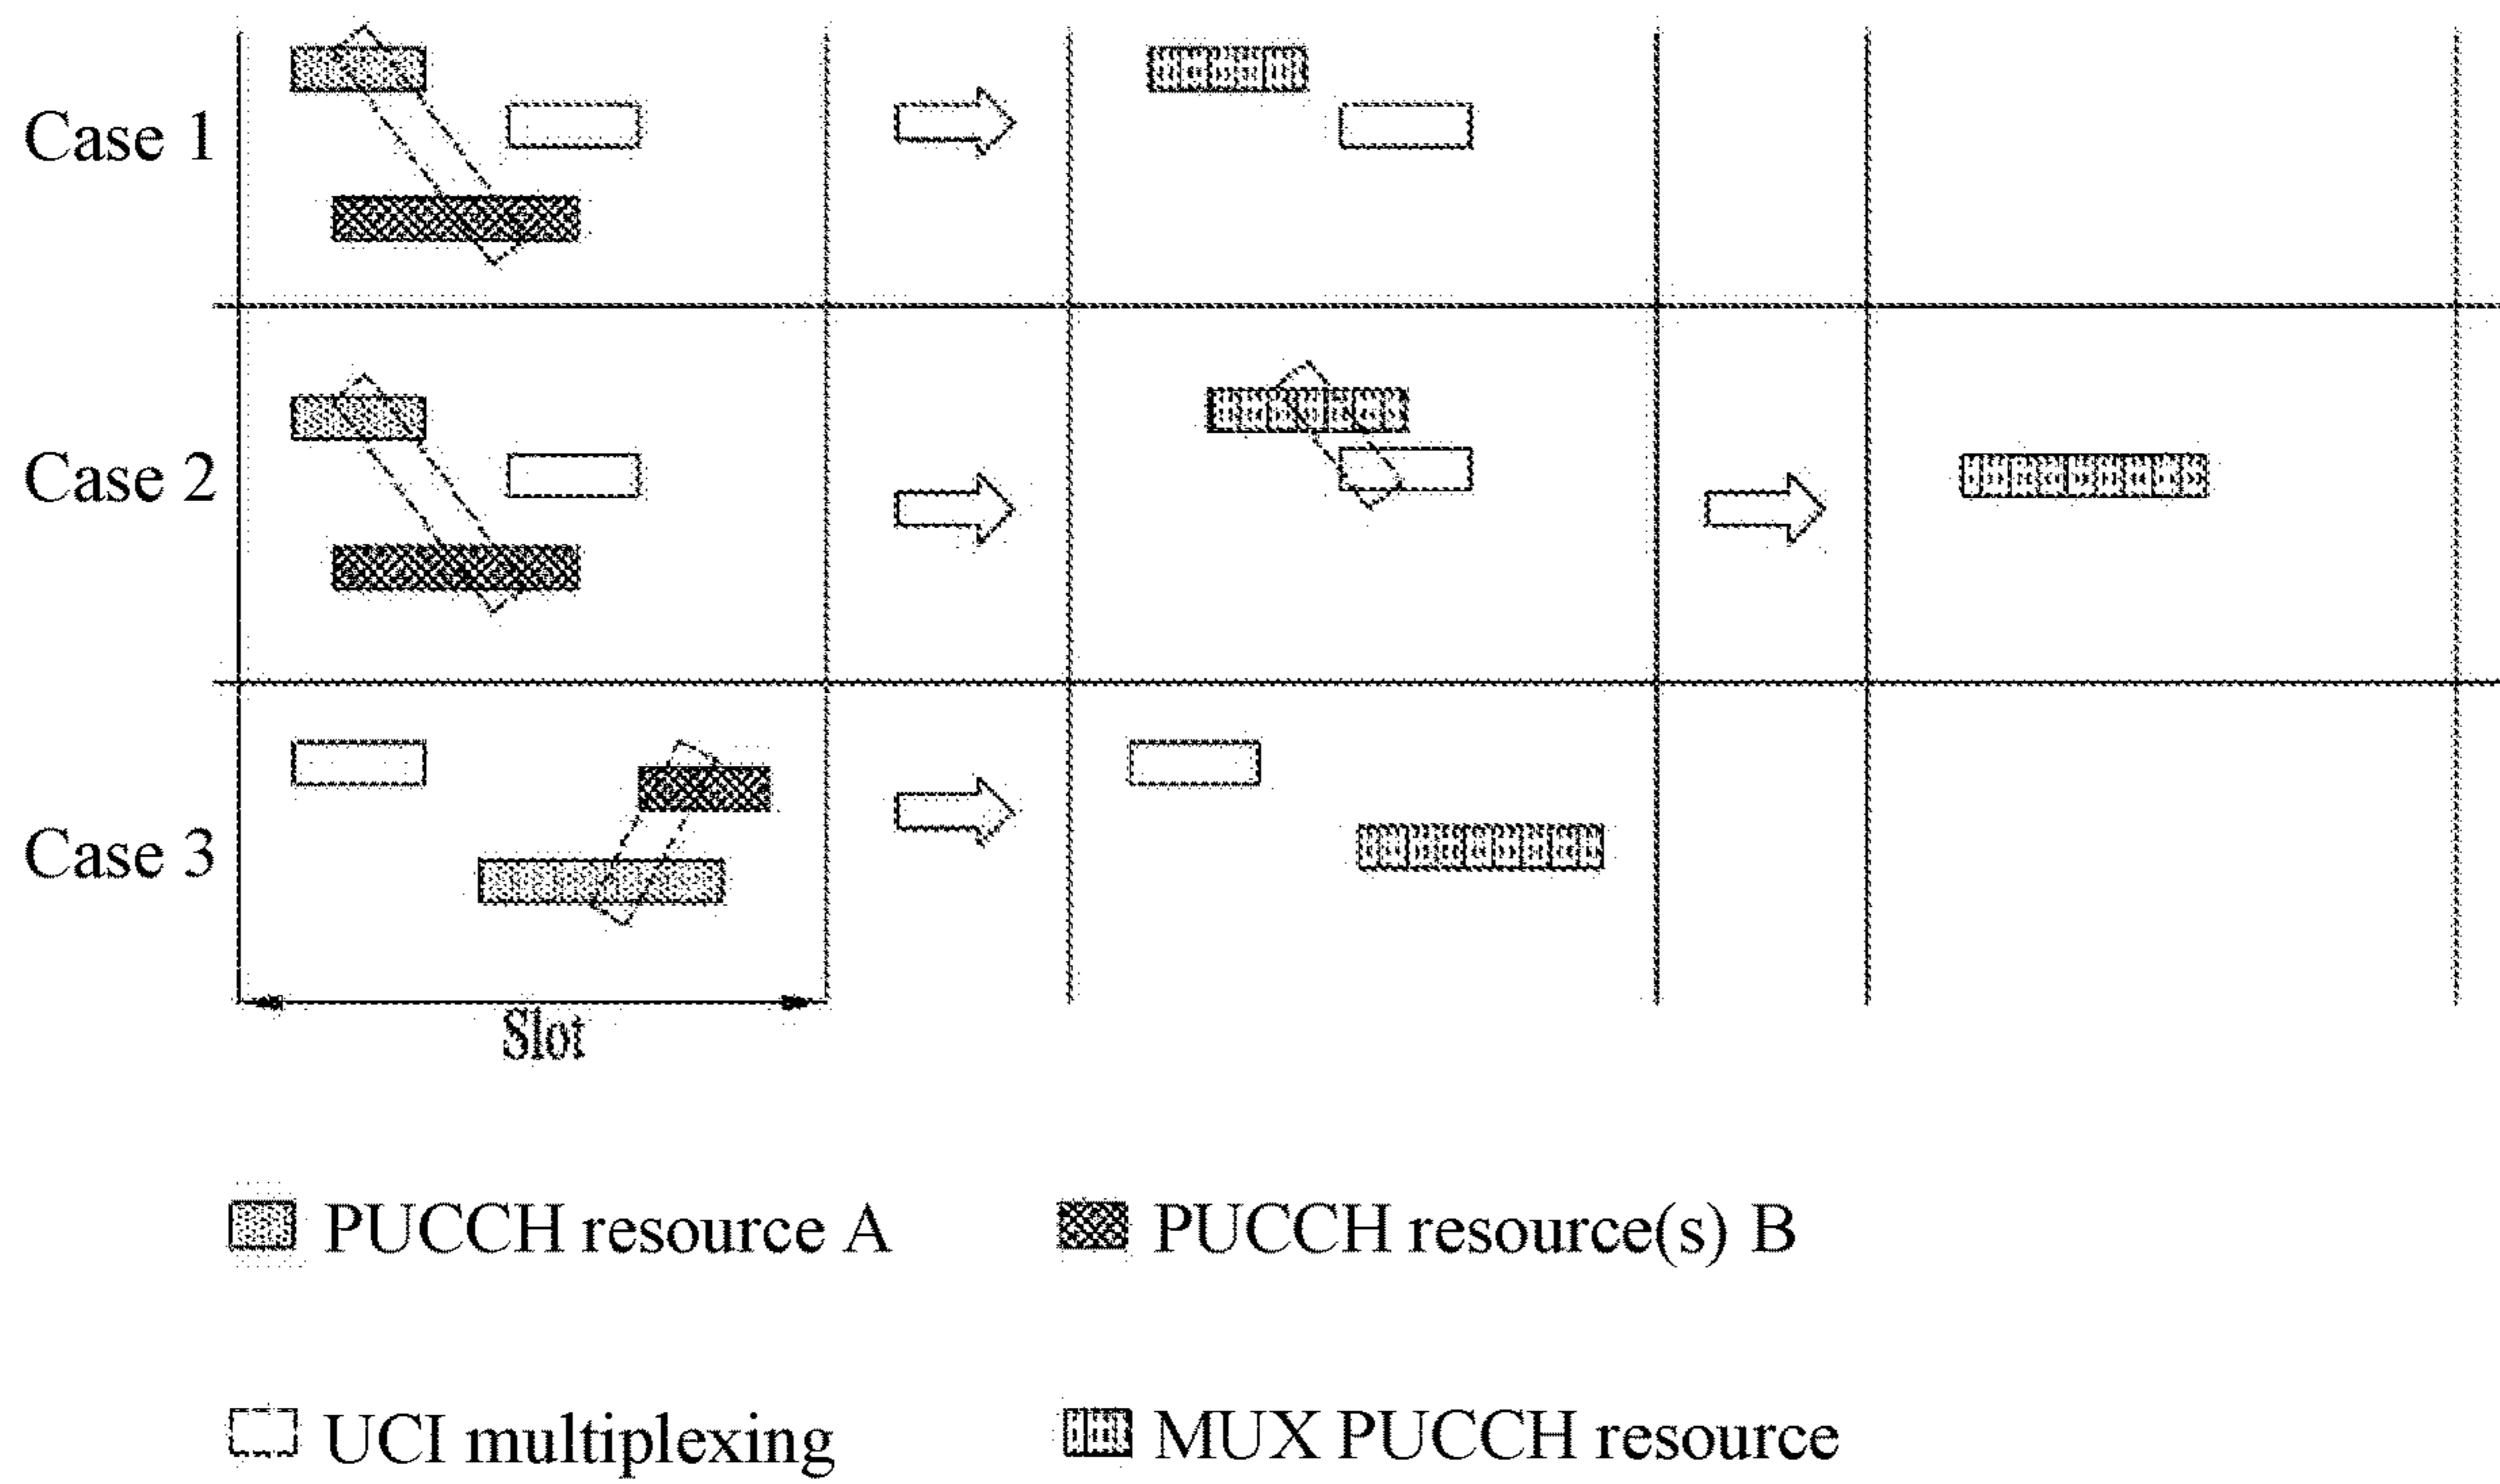 Case 1
Case 2
Case 3
Slot
PUCCH resource A
PUCCH resource(s) B
UCI multiplexing
MUX PUCCH resource